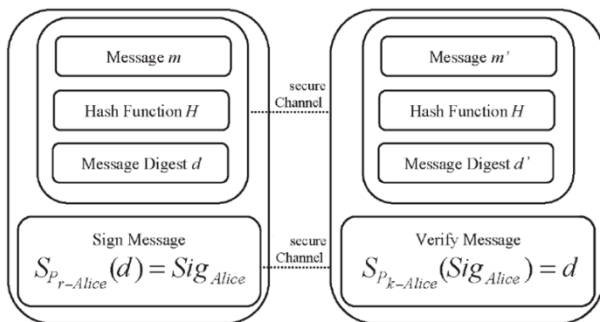 Message m
Hash Function H
Message Digest d
Sign Message
S_{P_{r-Alice}}(d) = Sig_{Alice}
secure
Channel
secure
Channel
Message m'
Hash Function H
Message Digest d'
Verify Message
S_{P_{k-Alice}}(Sig_{Alice}) = d